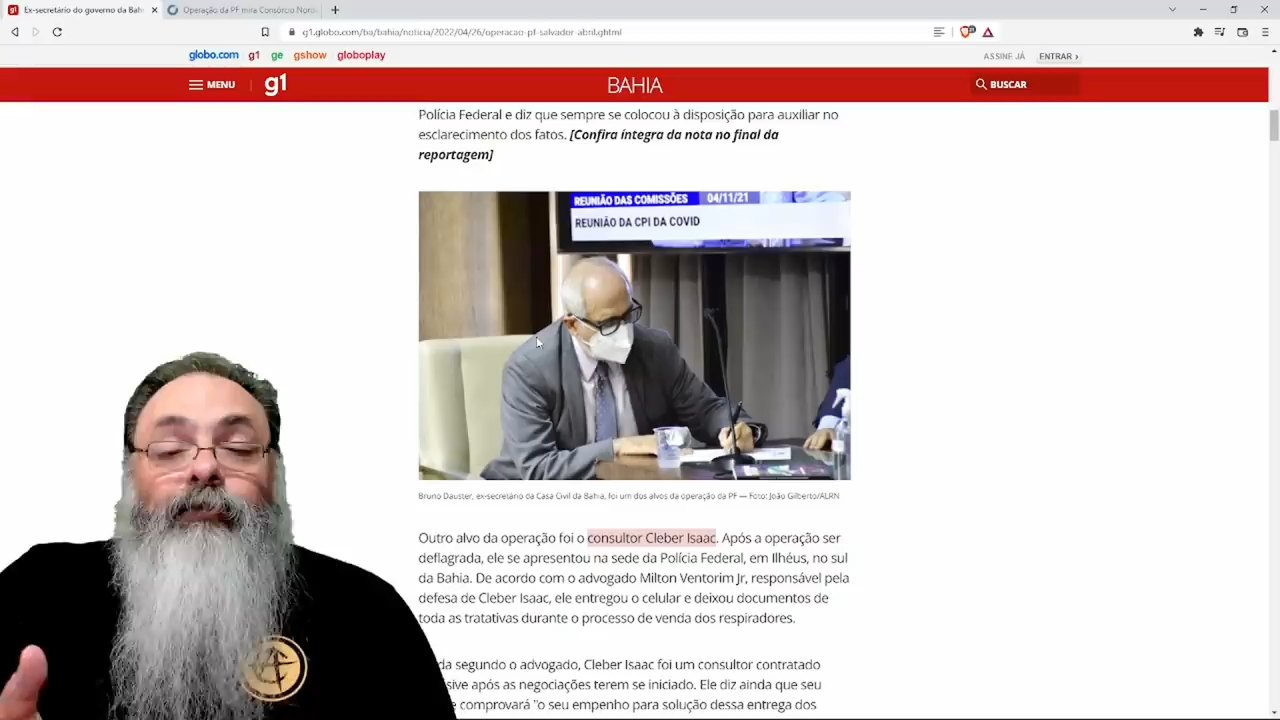 Ex-secretário do governo da Bah
Operação da PF mira Consórcio Nord
g1.globo.com/ba/bahia/noticia/2022/04/26/operacao-pf-salvador-abril.ghtml
globo.com g1 ge gshow globoplay
ASSINE JÁ ENTRAR ›
MENU g1 BAHIA BUSCAR
Polícia Federal e diz que sempre se colocou à disposição para auxiliar no
esclarecimento dos fatos. [Confira íntegra da nota no final da
reportagem]
REUNIÃO DAS COMISSÕES 04/11/21
REUNIÃO DA CPI DA COVID
Bruno Dauster, ex-secretário da Casa Civil da Bahia, foi um dos alvos da operação da PF — Foto: João Gilberto/ALRN
Outro alvo da operação foi o consultor Cleber Isaac. Após a operação ser
deflagrada, ele se apresentou na sede da Polícia Federal, em Ilhéus, no sul
da Bahia. De acordo com o advogado Milton Ventorim Jr, responsável pela
defesa de Cleber Isaac, ele entregou o celular e deixou documentos de
toda as tratativas durante o processo de venda dos respiradores.
da segundo o advogado, Cleber Isaac foi um consultor contratado
sive após as negociações terem se iniciado. Ele diz ainda que seu
e comprovará "o seu empenho para solução dessa entrega dos